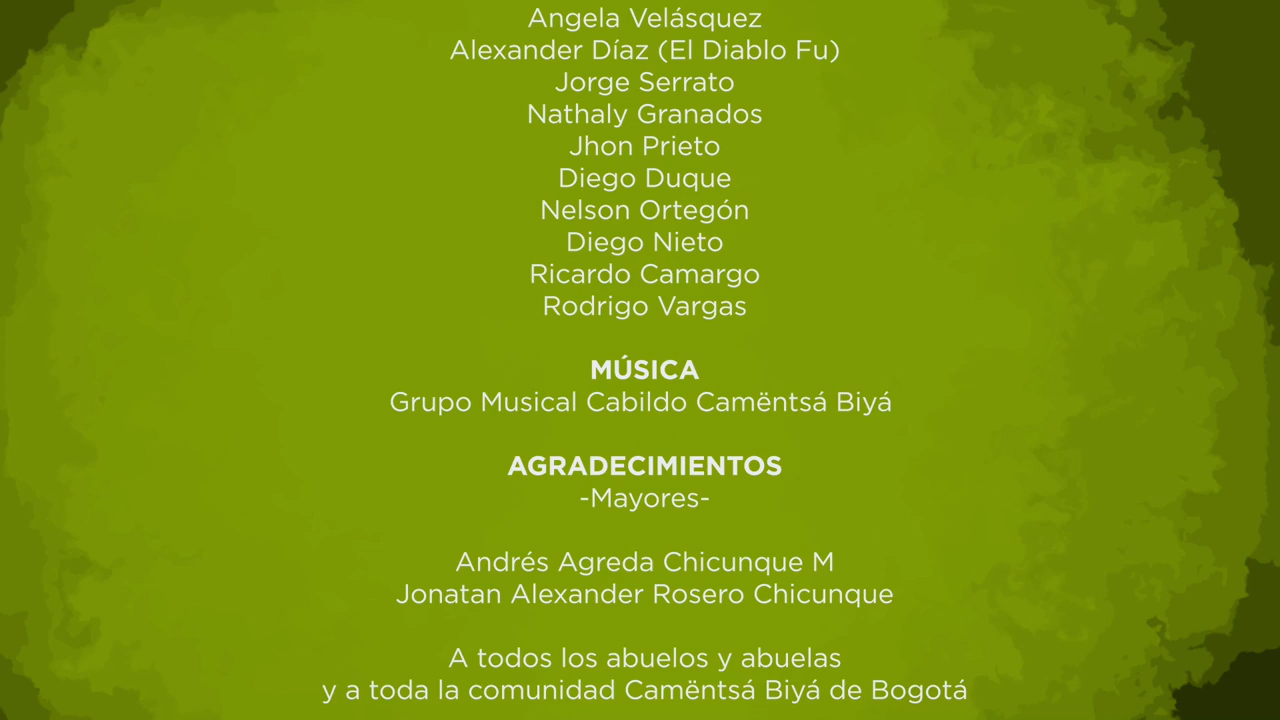 Angela Velásquez
Alexander Díaz (El Diablo Fu)
Jorge Serrato
Nathaly Granados
Jhon Prieto
Diego Duque
Nelson Ortegón
Diego Nieto
Ricardo Camargo
Rodrigo Vargas
MÚSICA
Grupo Musical Cabildo Camëntsá Biyá
AGRADECIMIENTOS
-Mayores-
Andrés Agreda Chicunque M
Jonatan Alexander Rosero Chicunque
A todos los abuelos y abuelas
y a toda la comunidad Camëntsá Biyá de Bogotá